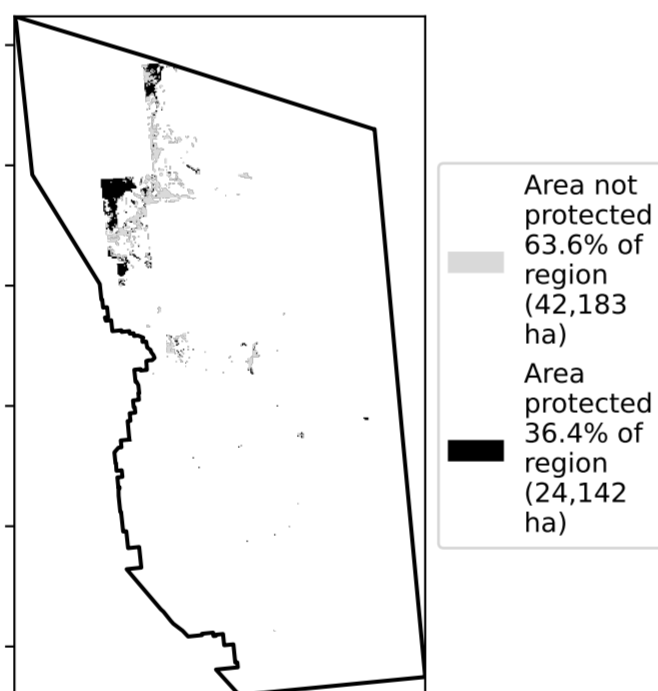 Area not
protected
63.6% of
region
(42,183
ha)
Area
protected
36.4% of
region
(24,142
ha)